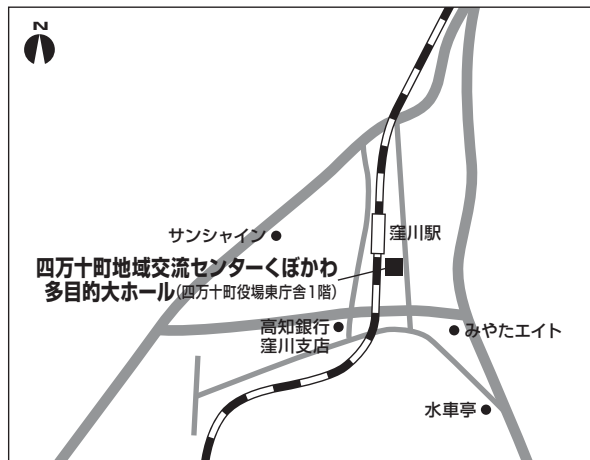 N
サンシャイン
窪川駅
四万十町地域交流センターくぼかわ
多目的大ホール(四万十町役場東庁舎1階)
高知銀行
窪川支店
みやたエイト
水車亭